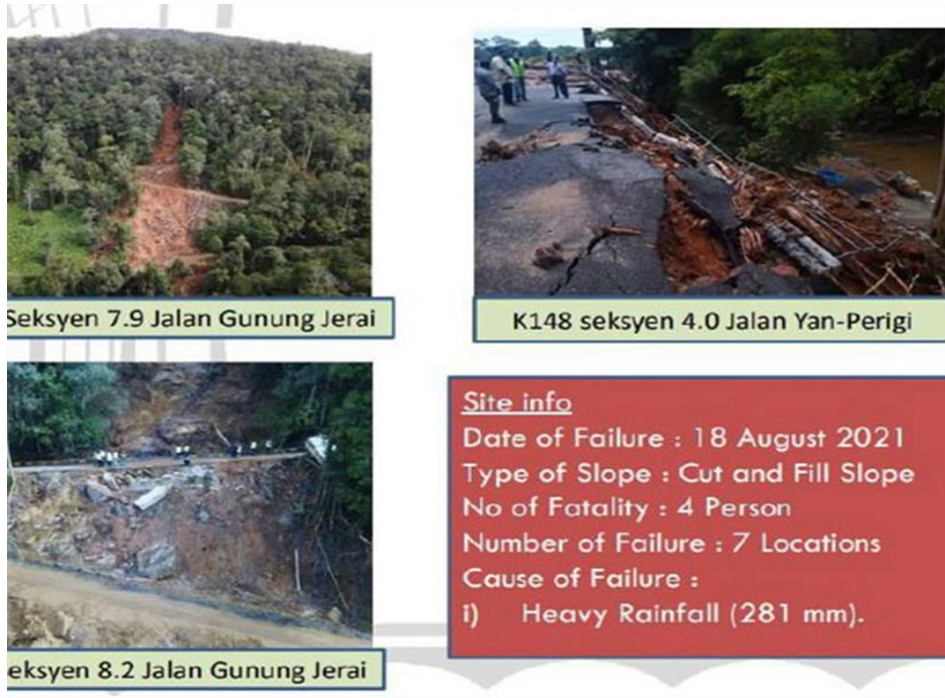 Seksyen 7.9 Jalan Gunung Jerai
K148 seksyen 4.0 Jalan Yan-Perigi
eksyen 8.2 Jalan Gunung Jerai
Site info
Date of Failure : 18 August 2021
Type of Slope : Cut and Fill Slope
No of Fatality : 4 Person
Number of Failure : 7 Locations
Cause of Failure :
i) Heavy Rainfall (281 mm).